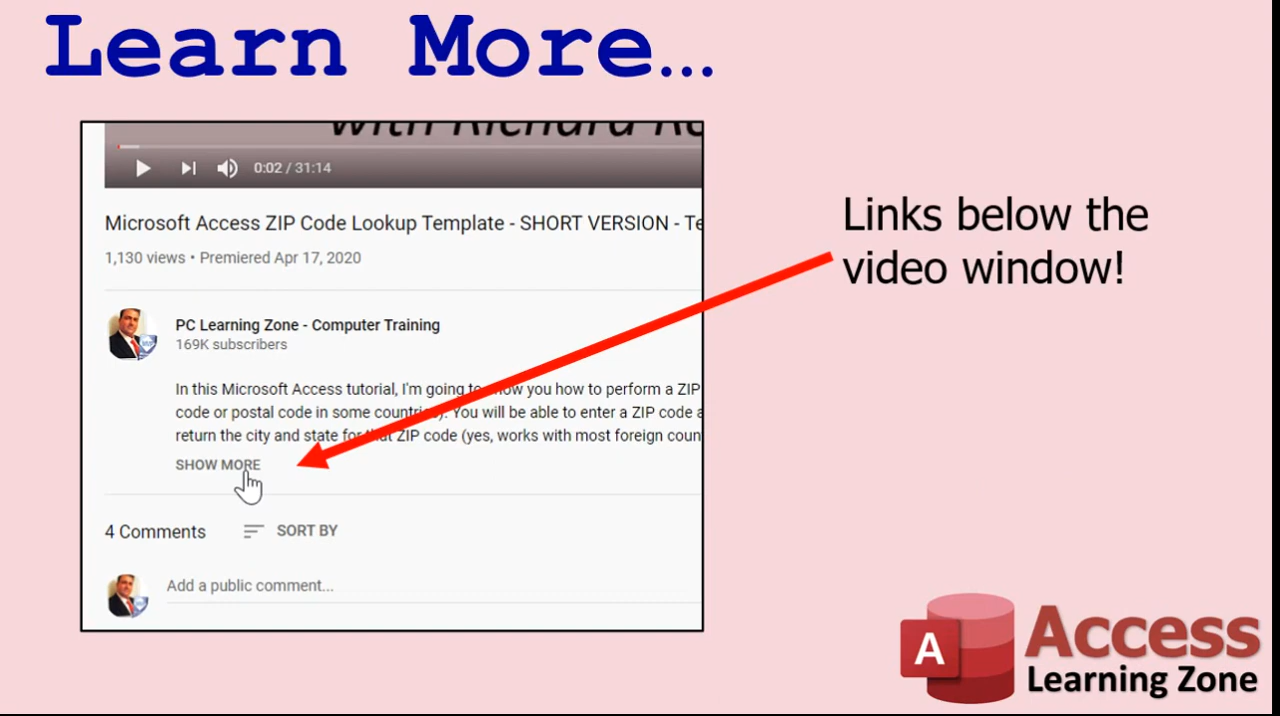 Learn More...
with Richard
0:02 / 31:14
Microsoft Access ZIP Code Lookup Template - SHORT VERSION - Te
1,130 views • Premiered Apr 17, 2020
PC Learning Zone - Computer Training
169K subscribers
In this Microsoft Access tutorial, I'm going to show you how to perform a ZIP
code or postal code in some countries). You will be able to enter a ZIP code a
return the city and state for that ZIP code (yes, works with most foreign coun
SHOW MORE
4 Comments
SORT BY
Add a public comment...
Links below the
video window!
A
Access
Learning Zone